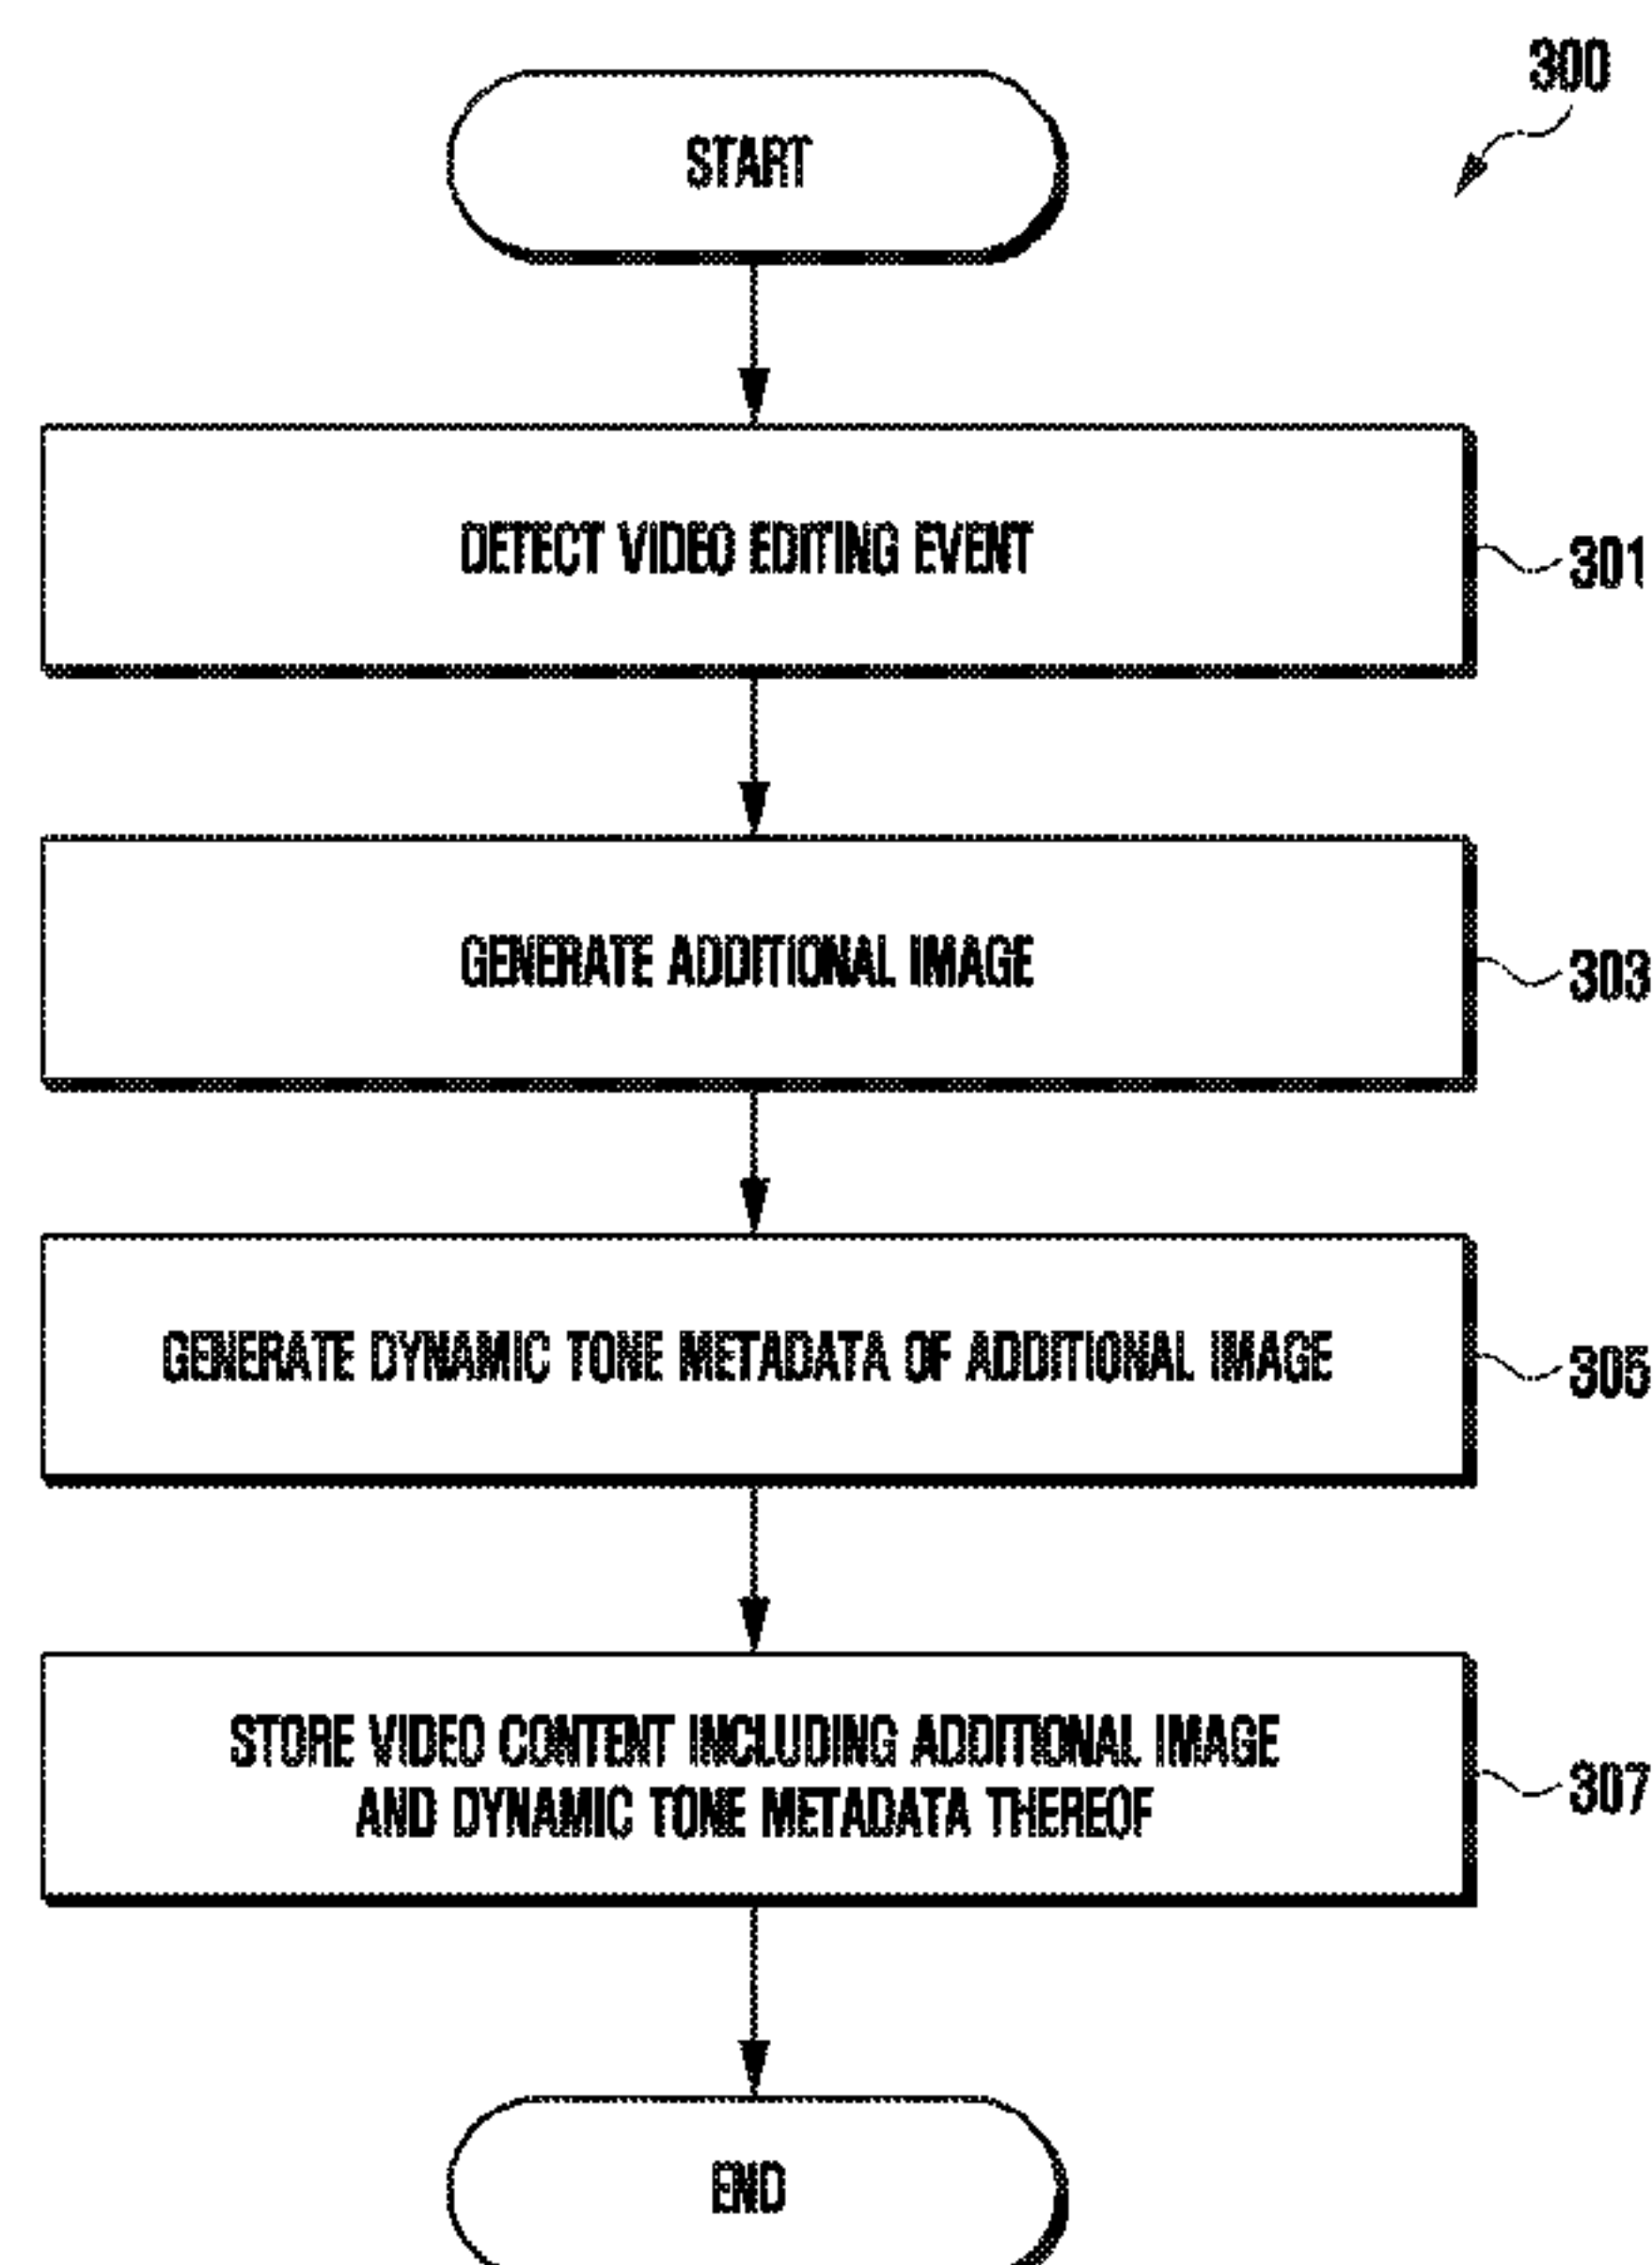 300
START
DETECT VIDEO EDITING EVENT
301
GENERATE ADDITIONAL IMAGE
303
GENERATE DYNAMIC TONE METADATA OF ADDITIONAL IMAGE
305
STORE VIDEO CONTENT INCLUDING ADDITIONAL IMAGE
AND DYNAMIC TONE METADATA THEREOF
307
END